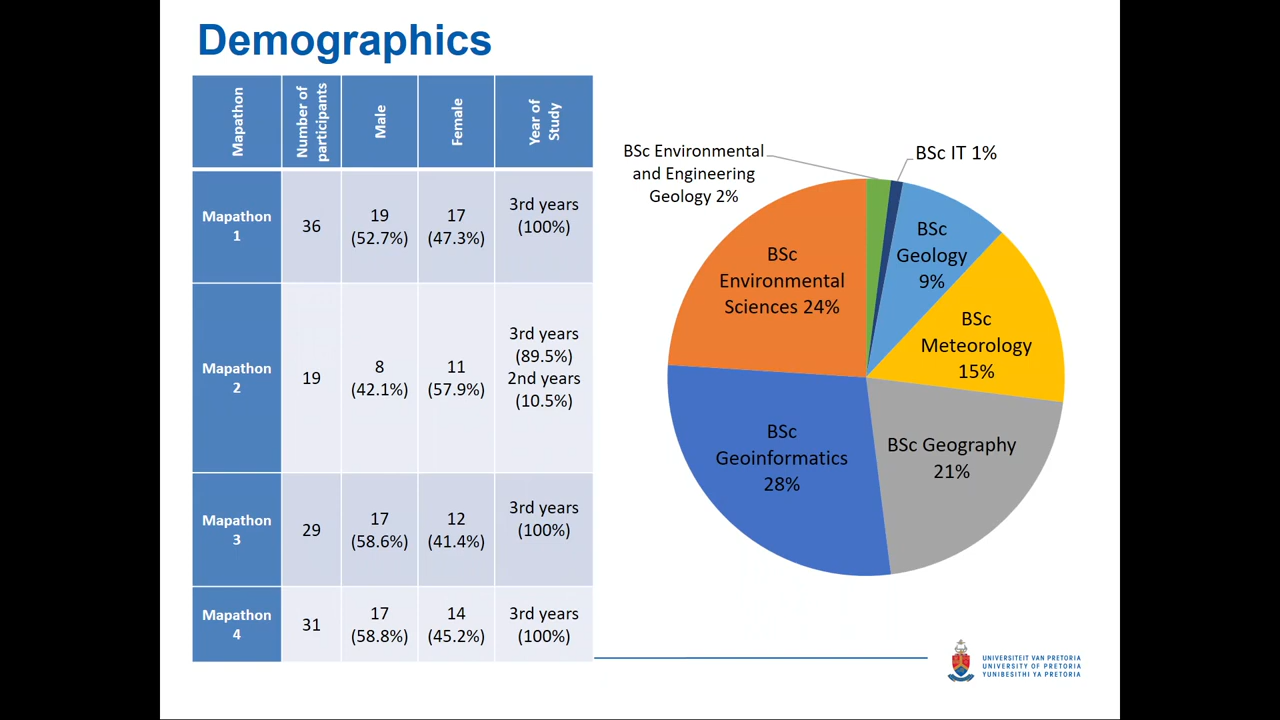 Demographics
Mapathon
Number of
participants
Male
Female
Year of
Study
Mapathon
1
36
19
(52.7%)
17
(47.3%)
3rd years
(100%)
Mapathon
2
19
8
(42.1%)
11
(57.9%)
3rd years
(89.5%)
2nd years
(10.5%)
Mapathon
3
29
17
(58.6%)
12
(41.4%)
3rd years
(100%)
Mapathon
4
31
17
(58.8%)
14
(45.2%)
3rd years
(100%)
BSc Environmental
and Engineering
Geology 2%
BSc IT 1%
BSc
Geology
9%
BSc
Meteorology
15%
BSc Geography
21%
BSc
Geoinformatics
28%
BSc
Environmental
Sciences 24%
UNIVERSITEIT VAN PRETORIA
UNIVERSITY OF PRETORIA
YUNIBESITHI YA PRETORIA